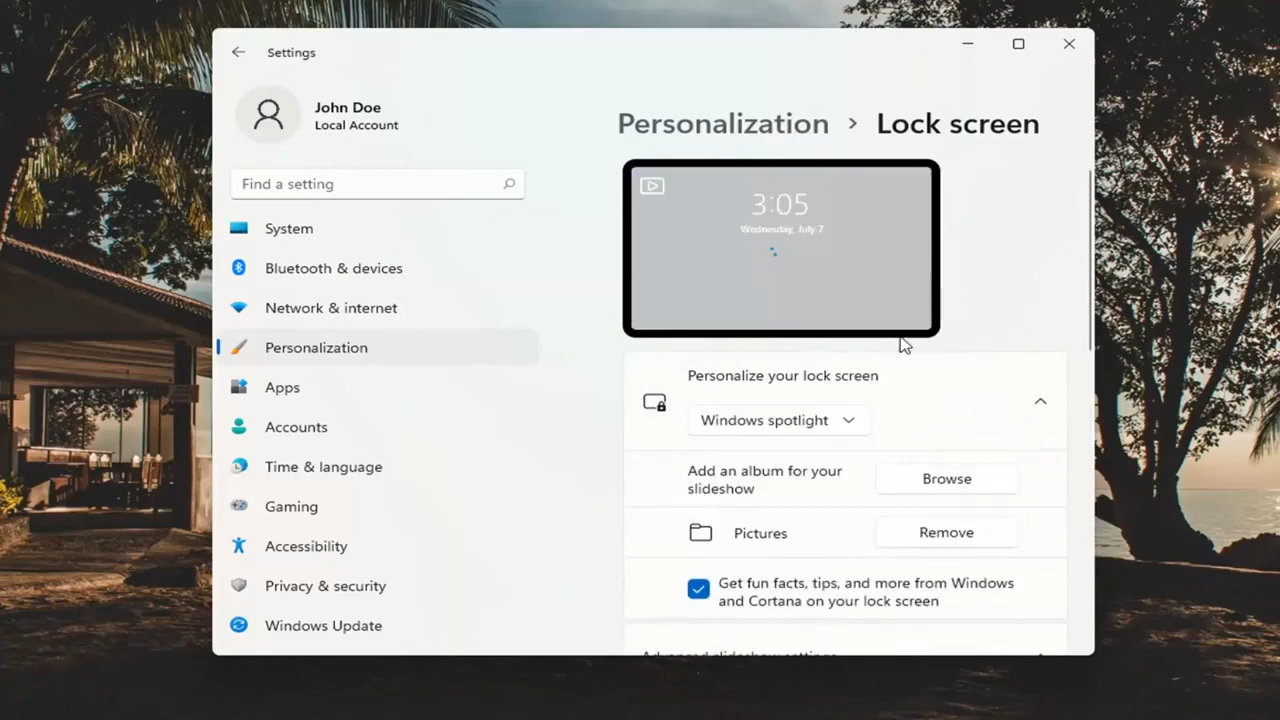 Settings
John Doe
Local Account
Find a setting
System
Bluetooth & devices
Network & internet
Personalization
Apps
Accounts
Time & language
Gaming
Accessibility
Privacy & security
Windows Update
Personalization > Lock screen
3:05
Wednesday, July 7
Personalize your lock screen
Windows spotlight
Add an album for your
slideshow
Browse
Pictures
Remove
Get fun facts, tips, and more from Windows
and Cortana on your lock screen
Advanced slideshow settings